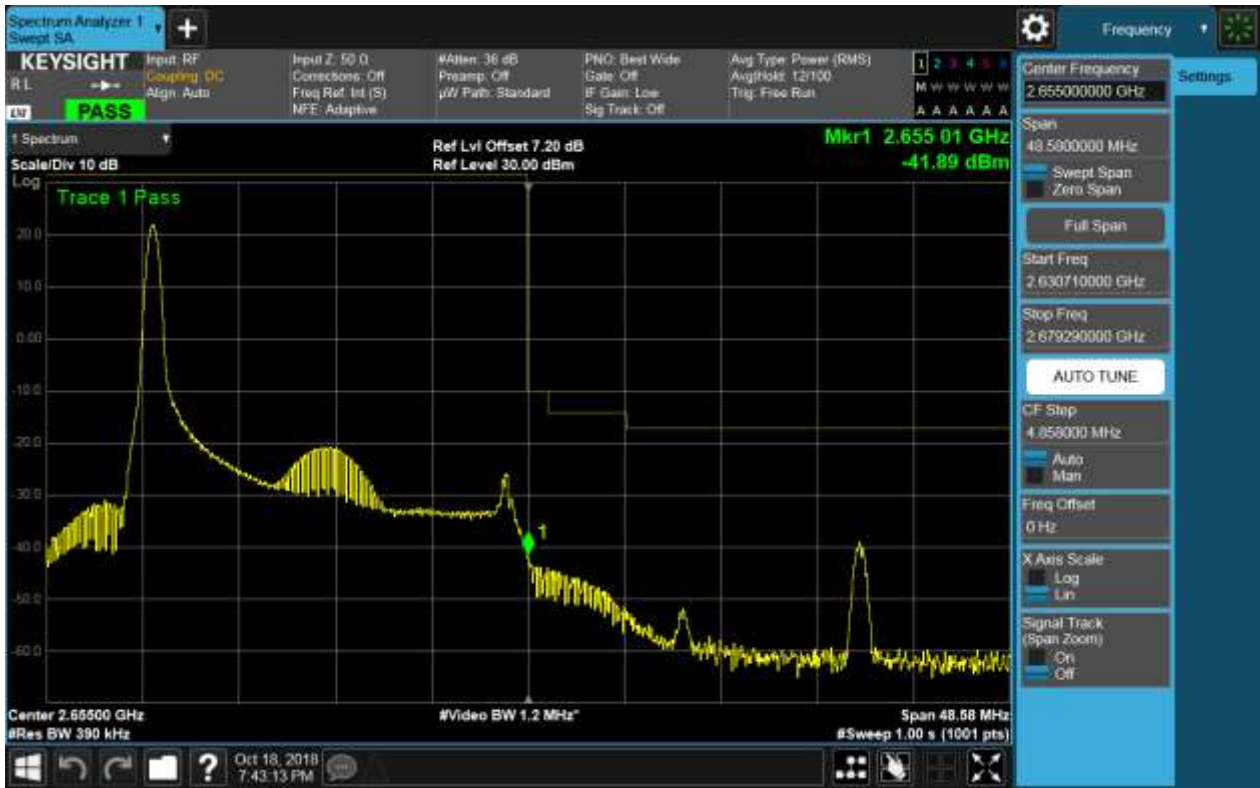 Spectrum Analyzer 1
Swept SA
+
Frequency
KEYSIGHT
R L
PASS
Input: RF
Coupling: DC
Align: Auto
Input Z: 50 Ω
Corrections: Off
Freq Ref: Int (S)
NFE: Adaptive
#Atten: 36 dB
Preamp: Off
µW Path: Standard
PNO: Best Wide
Gate: Off
IF Gain: Low
Sig Track: Off
Avg Type: Power (RMS)
Avg|Hold: 12/100
Trig: Free Run
1 2 3 4 5 6
M W W W W W
A A A A A A
1 Spectrum
Scale/Div 10 dB
Ref Lvl Offset 7.20 dB
Ref Level 30.00 dBm
Mkr1 2.655 01 GHz
-41.89 dBm
Log
Trace 1 Pass
20.0
10.0
0.00
-10.0
-20.0
-30.0
-40.0
-50.0
-60.0
1
Center 2.65500 GHz
#Res BW 390 kHz
#Video BW 1.2 MHz*
Span 48.58 MHz
#Sweep 1.00 s (1001 pts)
Center Frequency
2.655000000 GHz
Settings
Span
48.5800000 MHz
Swept Span
Zero Span
Full Span
Start Freq
2.630710000 GHz
Stop Freq
2.679290000 GHz
AUTO TUNE
CF Step
4.858000 MHz
Auto
Man
Freq Offset
0 Hz
X Axis Scale
Log
Lin
Signal Track
(Span Zoom)
On
Off
?
Oct 18, 2018
7:43:13 PM